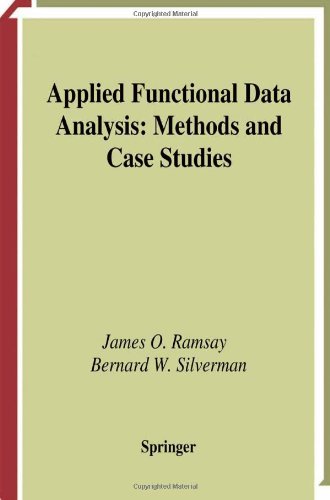 Copyrighted Material
Applied Functional Data
Analysis: Methods and
Case Studies
James O. Ramsay
Bernard W. Silverman
Springer
Copyrighted Material